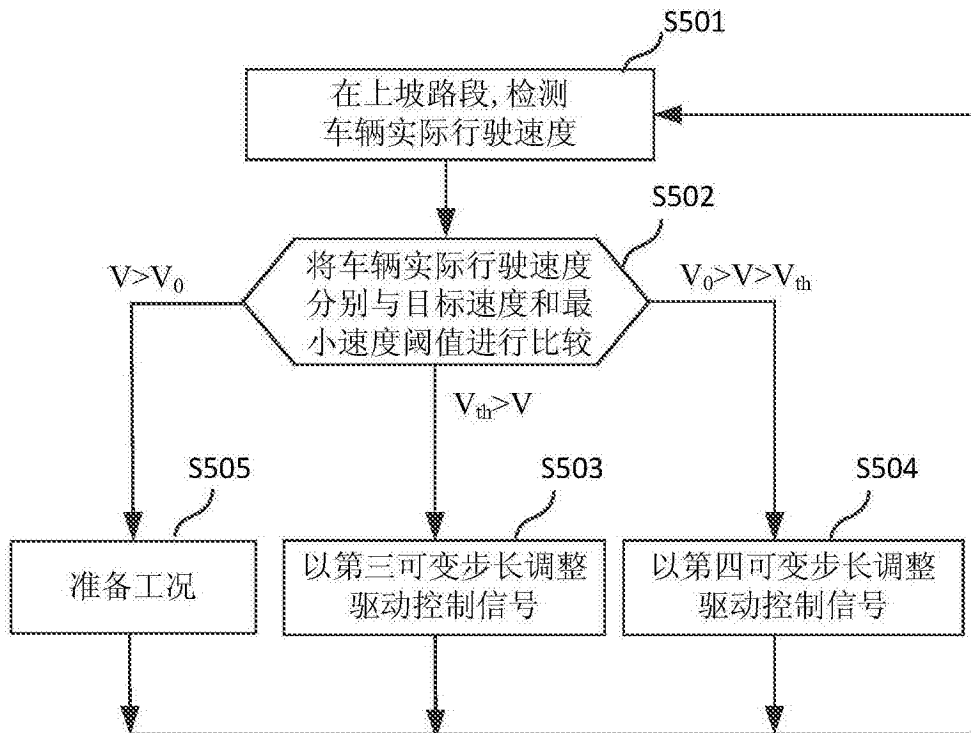 S501
在上坡路段,检测
车辆实际行驶速度
S502
将车辆实际行驶速度
分别与目标速度和最
小速度阈值进行比较
V>V₀
V₀>V>Vth
Vth>V
S505
准备工况
S503
以第三可变步长调整
驱动控制信号
S504
以第四可变步长调整
驱动控制信号